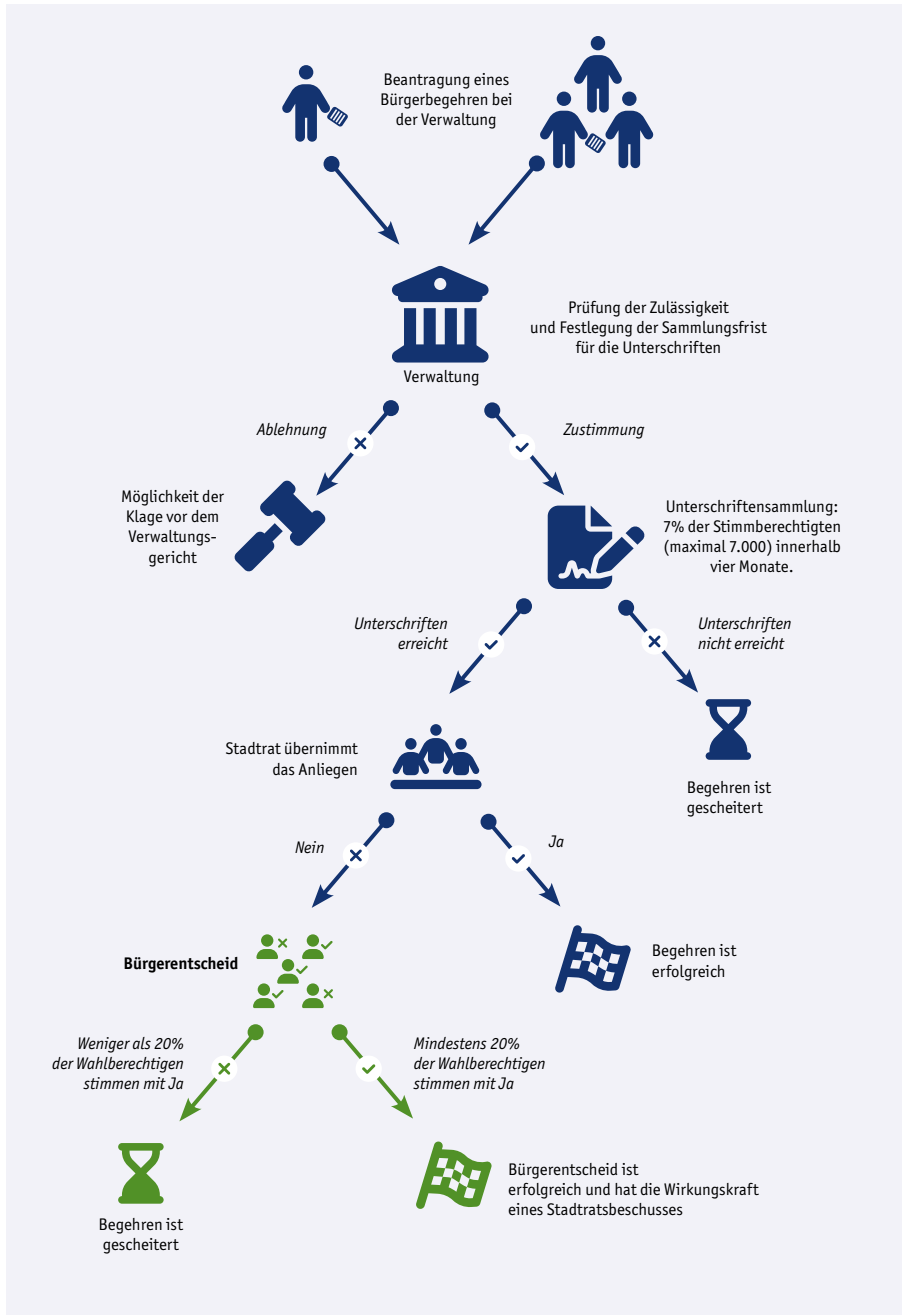 Beantragung eines
Bürgerbegehren bei
der Verwaltung
Prüfung der Zulässigkeit
und Festlegung der Sammlungsfrist
für die Unterschriften
Verwaltung
Ablehnung
Zustimmung
Möglichkeit der
Klage vor dem
Verwaltungs-
gericht
Unterschriftensammlung:
7% der Stimmberechtigten
(maximal 7.000) innerhalb
vier Monate.
Unterschriften
erreicht
Unterschriften
nicht erreicht
Stadtrat übernimmt
das Anliegen
Begehren ist
gescheitert
Nein
Ja
Bürgerentscheid
Begehren ist
erfolgreich
Weniger als 20%
der Wahlberechtigen
stimmen mit Ja
Mindestens 20%
der Wahlberechtigen
stimmen mit Ja
Begehren ist
gescheitert
Bürgerentscheid ist
erfolgreich und hat die Wirkungskraft
eines Stadtratsbeschusses